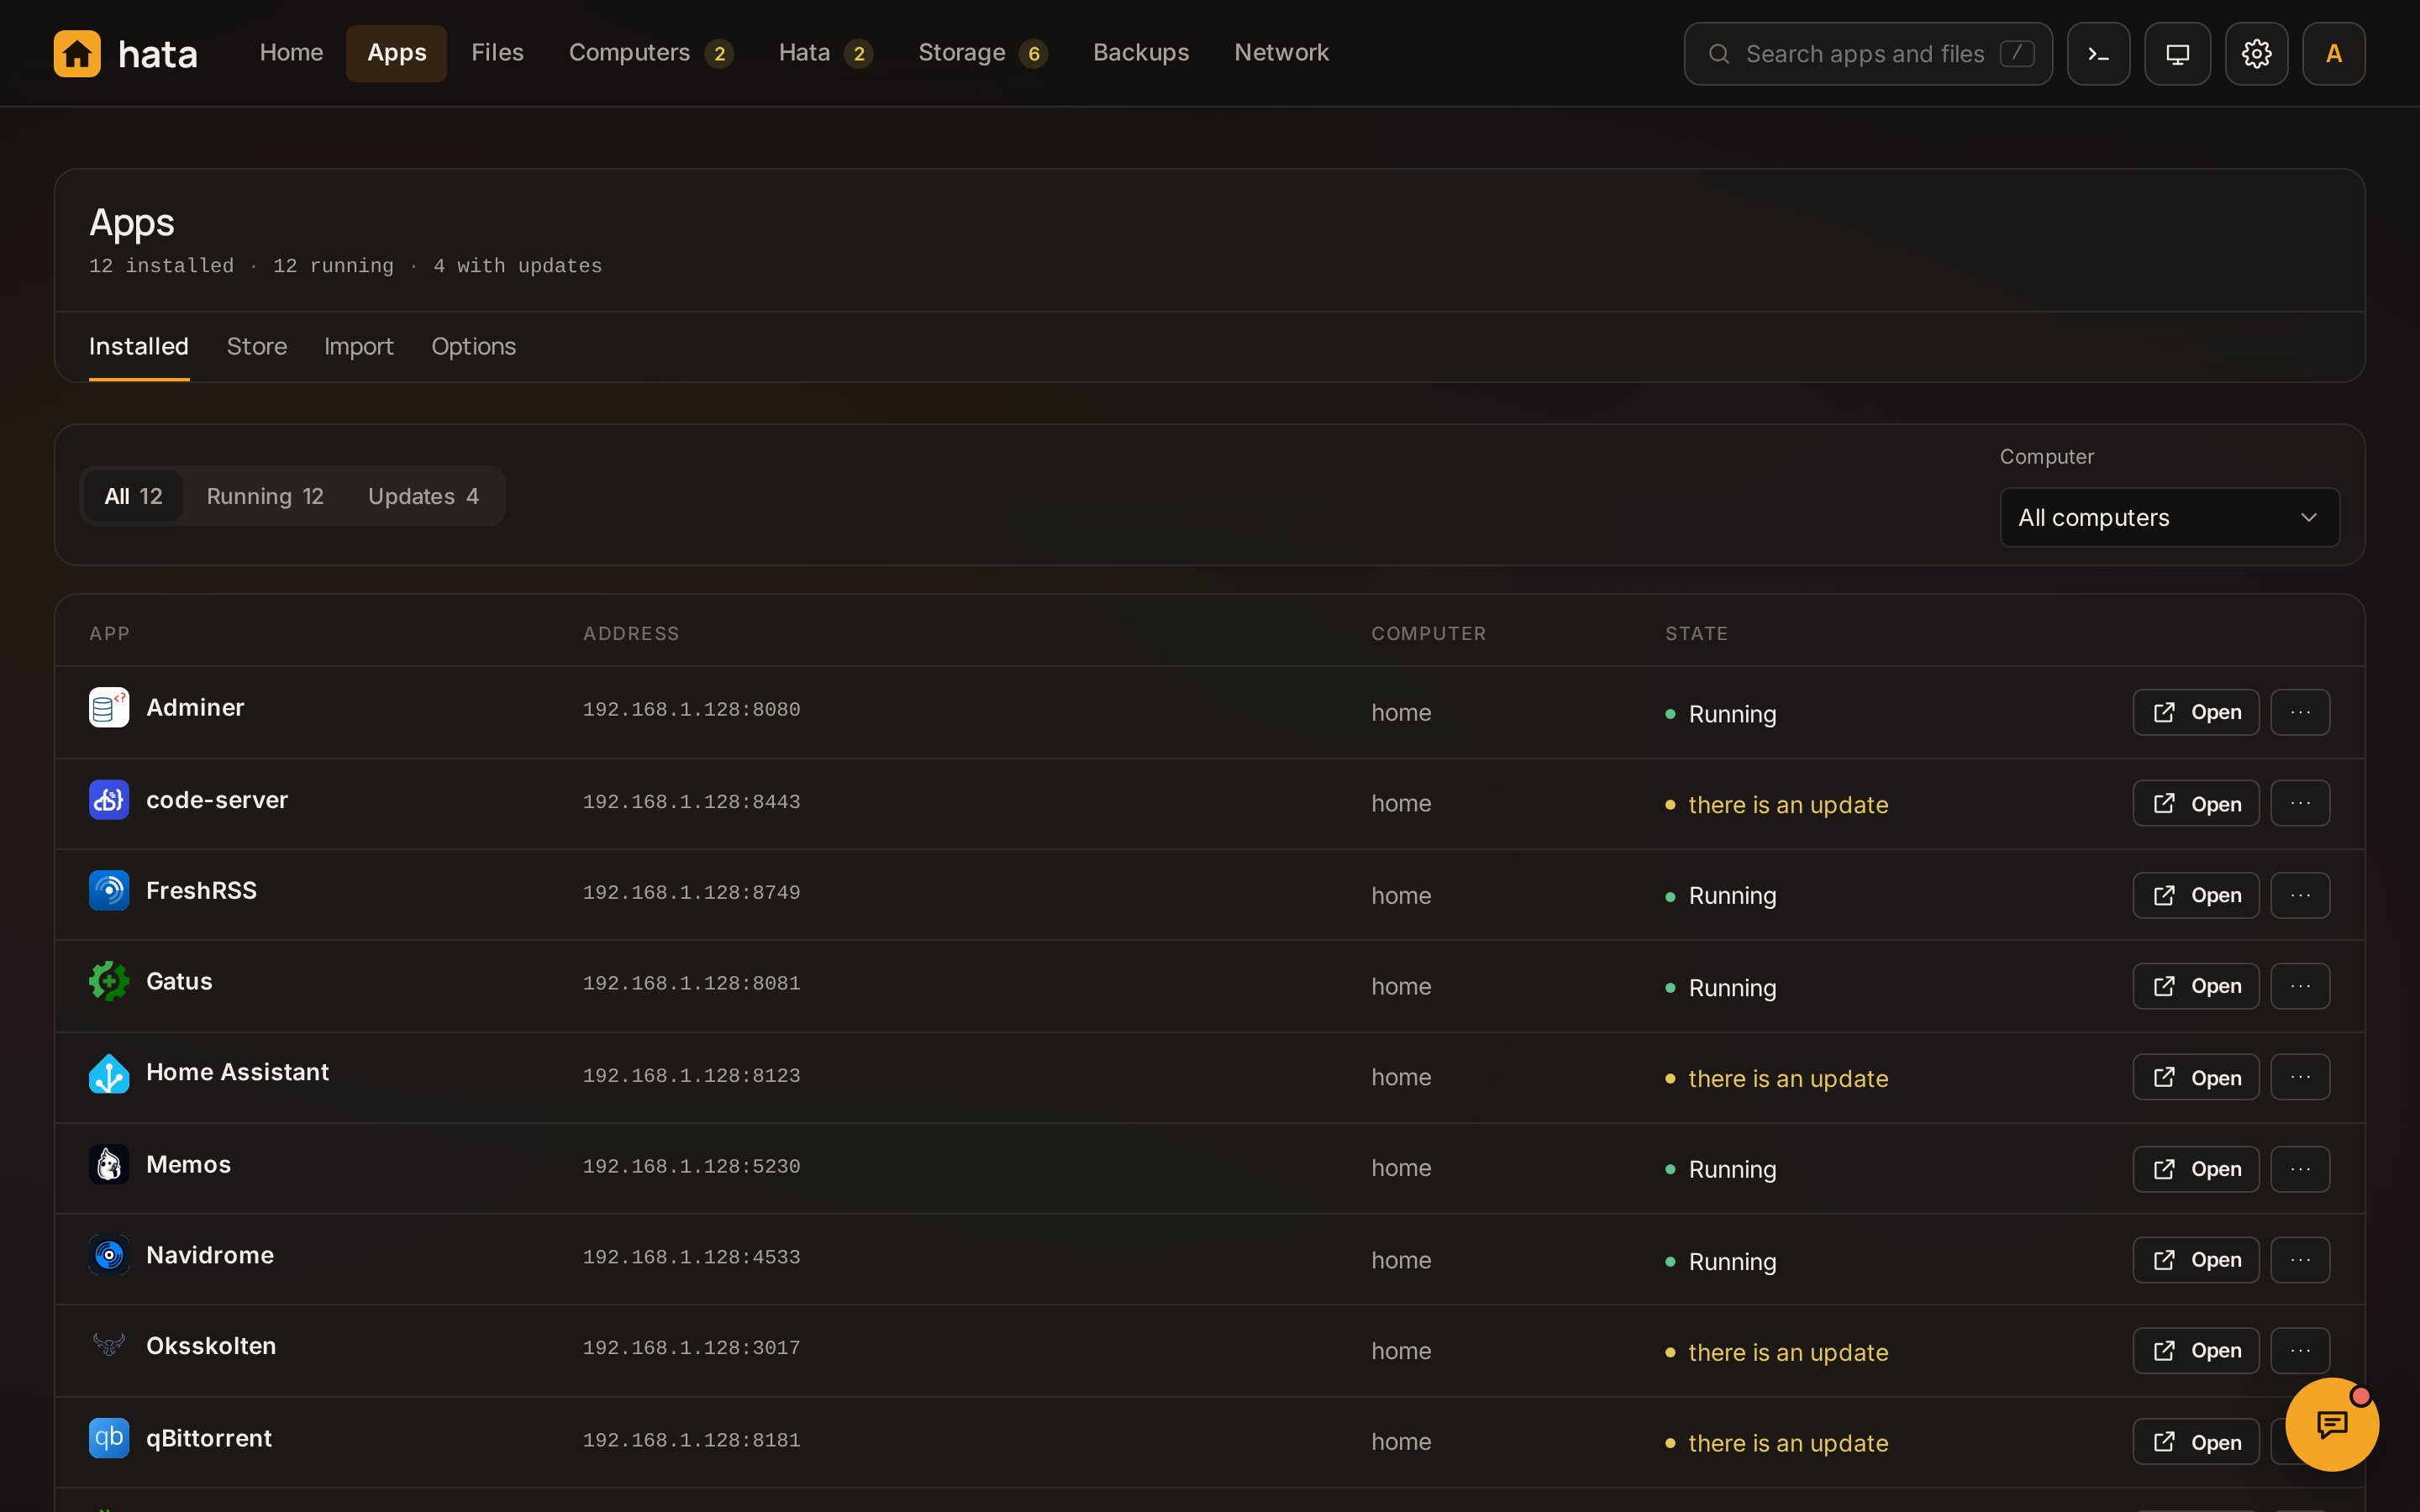 hata Home Apps Files Computers 2 Hata 2 Storage 6 Backups Network Search apps and files / A
Apps
12 installed · 12 running · 4 with updates
Installed Store Import Options
Computer
All 12 Running 12 Updates 4
All computers
APP ADDRESS COMPUTER STATE
Adminer 192.168.1.128:8080 home Running Open ...
code-server 192.168.1.128:8443 home there is an update Open ...
FreshRSS 192.168.1.128:8749 home Running Open ...
Gatus 192.168.1.128:8081 home Running Open ...
Home Assistant 192.168.1.128:8123 home there is an update Open ...
Memos 192.168.1.128:5230 home Running Open ...
Navidrome 192.168.1.128:4533 home Running Open ...
Oksskolten 192.168.1.128:3017 home there is an update Open ...
qb qBittorrent 192.168.1.128:8181 home there is an update Open